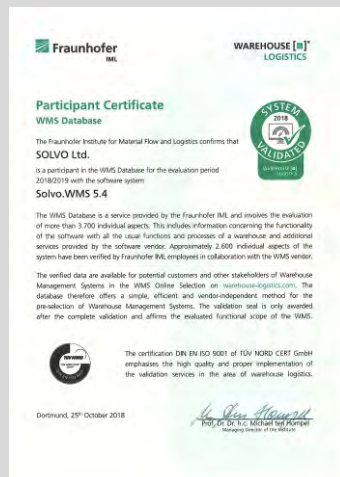 Fraunhofer
IML
WAREHOUSE
LOGISTICS
Participant Certificate
WMS Database
SYSTEM
2018
VALIDATED
The Fraunhofer Institute for Material Flow and Logistics confirms that
SOLVO Ltd.
is a participant in the WMS Database for the evaluation period
2018/2019 with the software system
Solvo.WMS 5.4
The WMS Database is a service provided by the Fraunhofer IML and involves the evaluation
of more than 3.700 individual aspects. This includes information concerning the functionality
of the software with all the usual functions and processes of a warehouse and additional
services provided by the software vendor. Approximately 2.600 individual aspects of the
system have been verified by Fraunhofer IML employees in collaboration with the WMS vendor.
The verified data are available for potential customers and other stakeholders of Warehouse
Management Systems in the WMS Online Selection on warehouse-logistics.com. The
database therefore offers a simple, efficient and vendor-independent method for the
pre-selection of Warehouse Management Systems. The validation seal is only awarded
after the complete validation and affirms the evaluated functional scope of the WMS.
The certification DIN EN ISO 9001 of TÜV NORD CERT GmbH
emphasises the high quality and proper implementation of
the validation services in the area of warehouse logistics.
Dortmund, 25th October 2018
Prof. Dr. Dr. h.c. Michael ten Hompel
Managing Director of the Institute